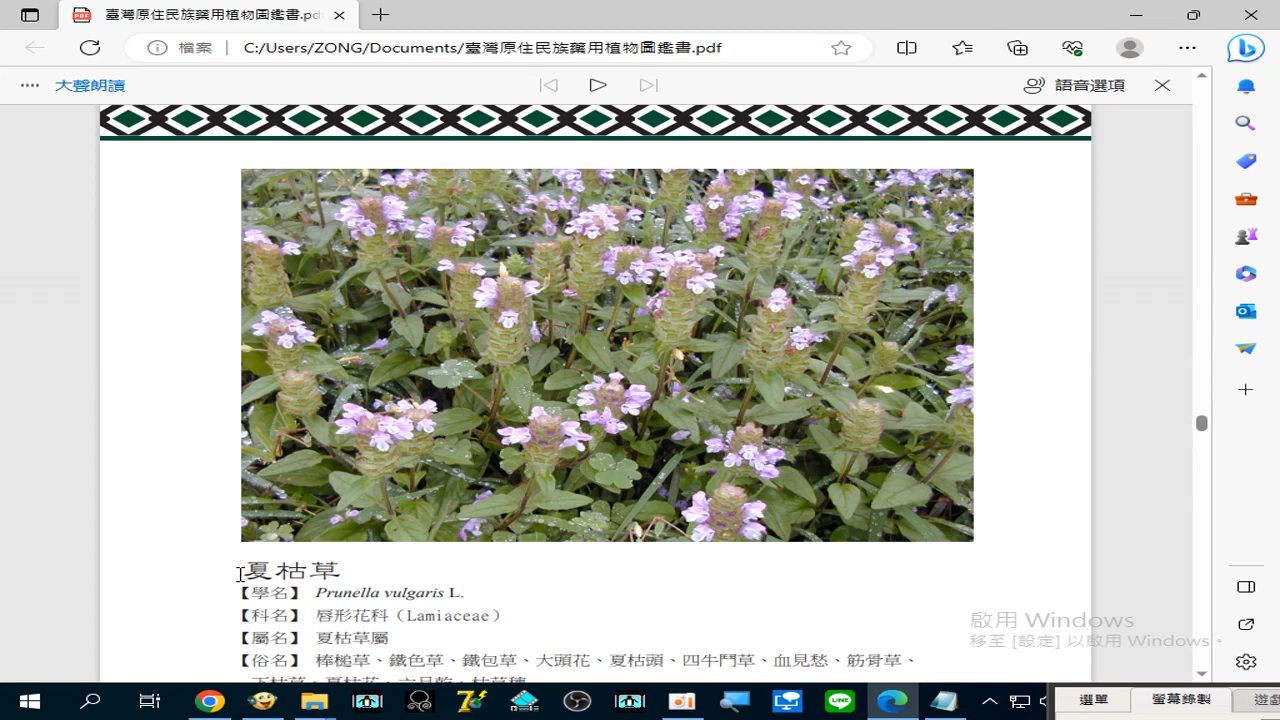 臺灣原住民族藥用植物圖鑑書.pd
檔案 C:/Users/ZONG/Documents/臺灣原住民族藥用植物圖鑑書.pdf
大聲朗讀
語音選項
夏枯草
【學名】 Prunella vulgaris L.
【科名】 唇形花科（Lamiaceae）
【屬名】 夏枯草屬
【俗名】 棒槌草、鐵色草、鐵包草、大頭花、夏枯頭、四牛鬥草、血見愁、筋骨草、
啟用 Windows
移至 [設定] 以啟用 Windows。
LINE
選單
螢幕錄製